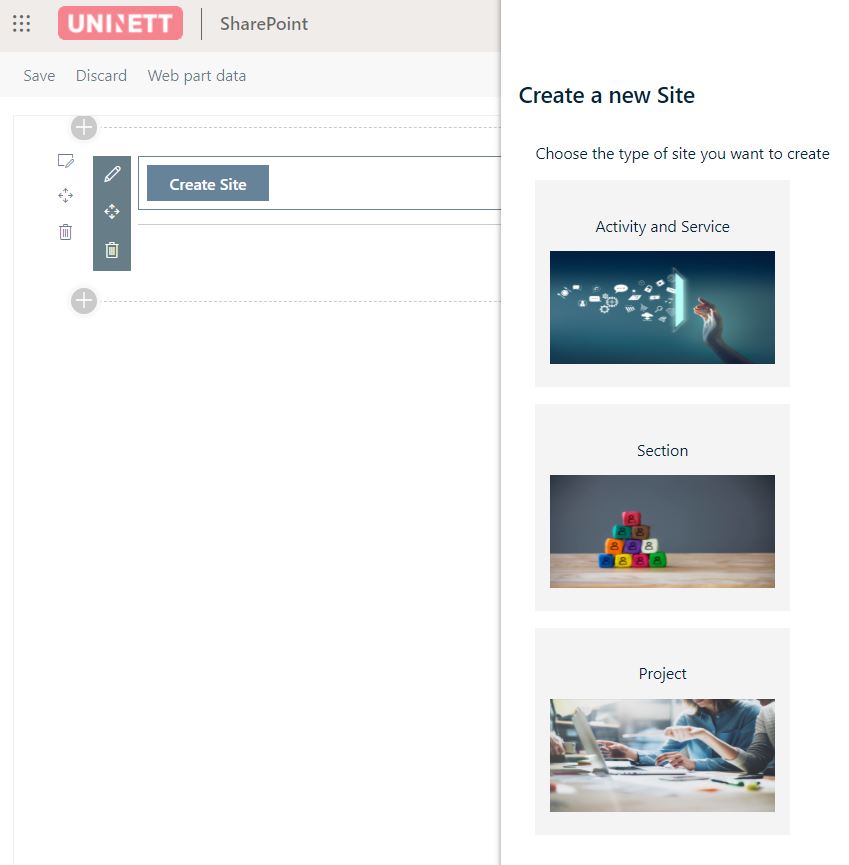 UNINETT
SharePoint
Save
Discard
Web part data
Create Site
Create a new Site
Choose the type of site you want to create
Activity and Service
Section
Project